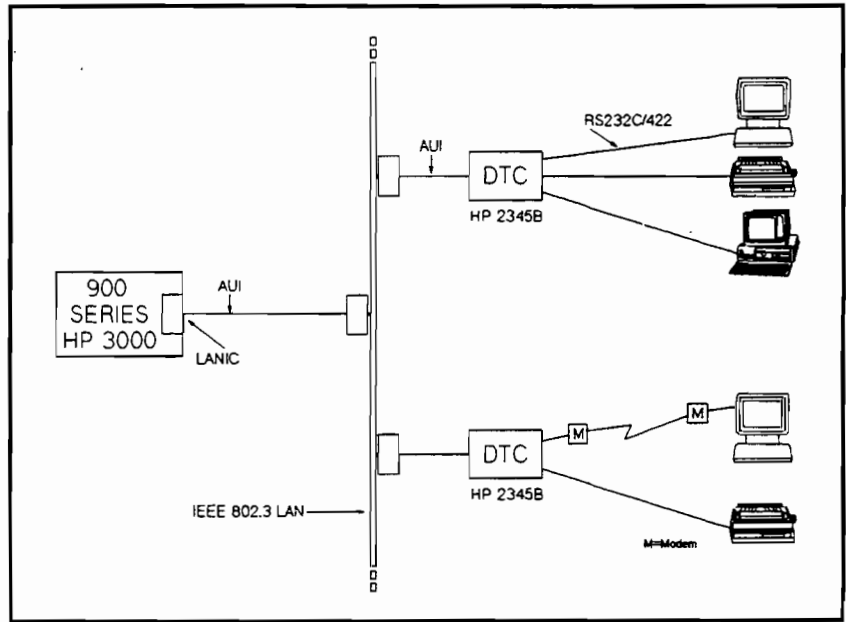 RS232C/422
AUI
DTC
HP 2345B
900
SERIES
HP 3000
AUI
LANIC
M
M
DTC
HP 2345B
IEEE 802.3 LAN
M=Modem